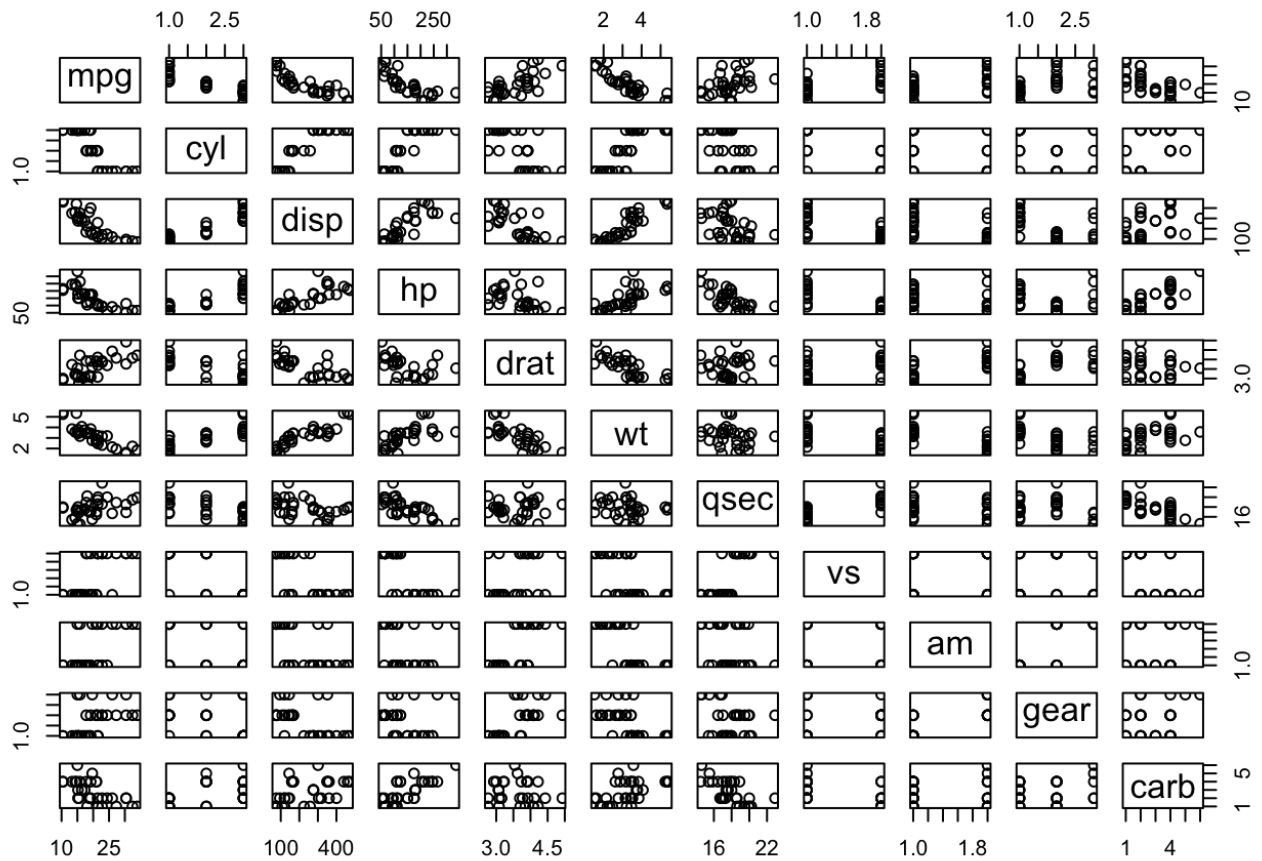 1.0 2.5 50 250 2 4 1.0 1.8 1.0 2.5
mpg 10
1.0 cyl
disp 100
50 hp
drat 3.0
2 5 wt
qsec 16
1.0 vs
am 1.0
1.0 gear
carb 1 5
10 25 100 400 3.0 4.5 16 22 1.0 1.8 1 4